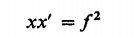 xx′ = f²